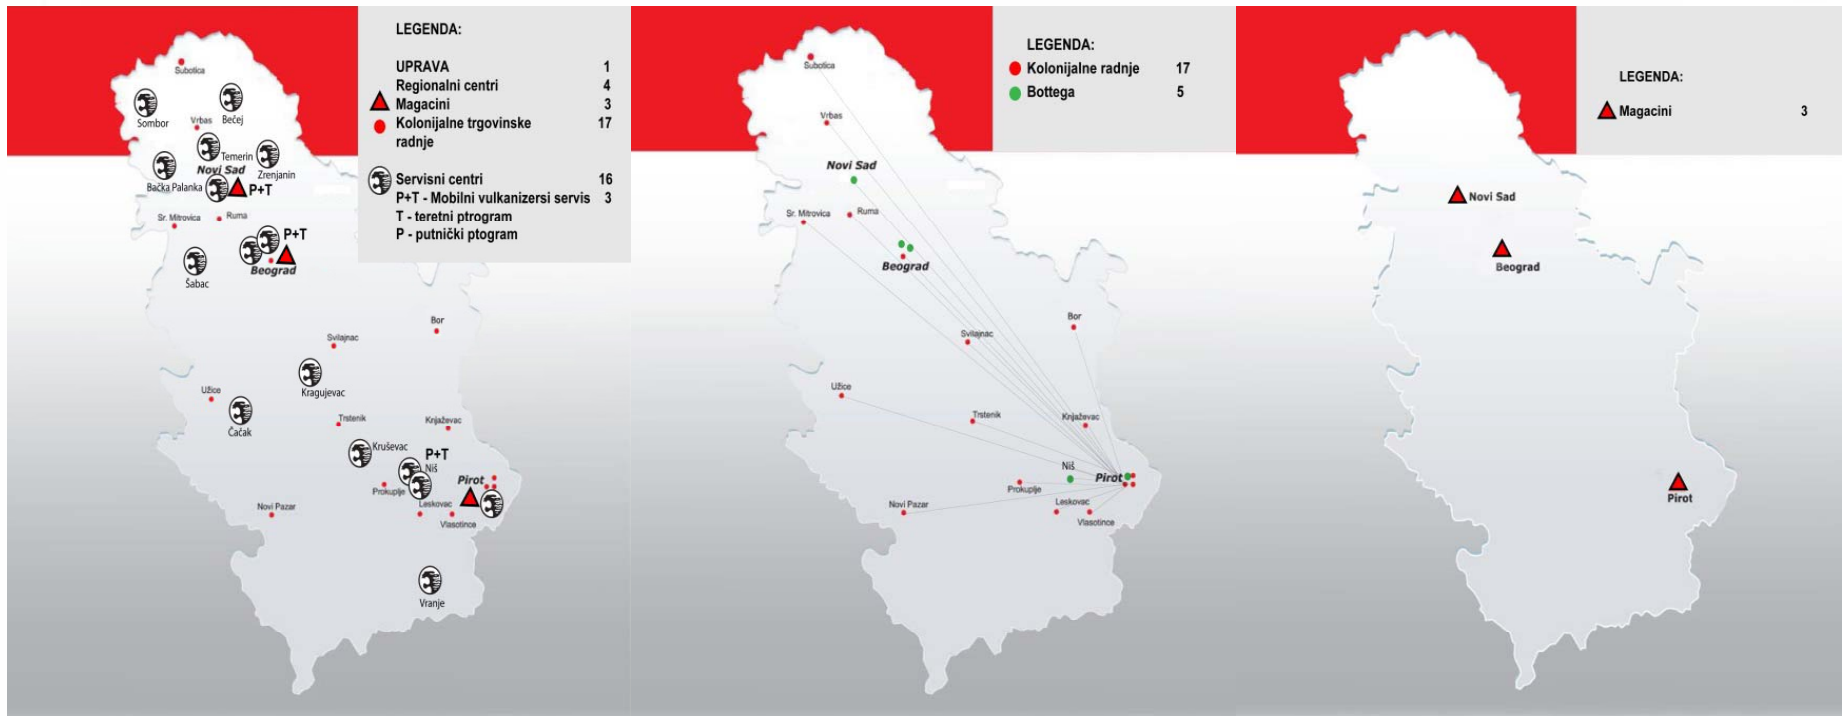 LEGENDA:
UPRAVA 1
Regionalni centri 4
Magacini 3
Kolonijalne trgovinske 17
radnje
Servisni centri 16
P+T - Mobilni vulkanizersi servis 3
T - teretni ptrogram
P - putnički ptogram
Subotica
Sombor
Bečej
Vrbas
Temerin
Zrenjanin
Bačka Palanka
Novi Sad
P+T
Sr. Mitrovica
Ruma
P+T
Beograd
Šabac
Bor
Svilajnac
Kragujevac
Užice
Čačak
Trstenik
Knjaževac
Kruševac
P+T
Niš
Pirot
Prokuplje
Leskovac
Novi Pazar
Vlasotince
Vranje
LEGENDA:
Kolonijalne radnje 17
Bottega 5
Subotica
Vrbas
Novi Sad
Sr. Mitrovica
Ruma
Beograd
Bor
Svilajnac
Užice
Trstenik
Knjaževac
Niš
Pirot
Prokuplje
Leskovac
Novi Pazar
Vlasotince
LEGENDA:
Magacini 3
Novi Sad
Beograd
Pirot